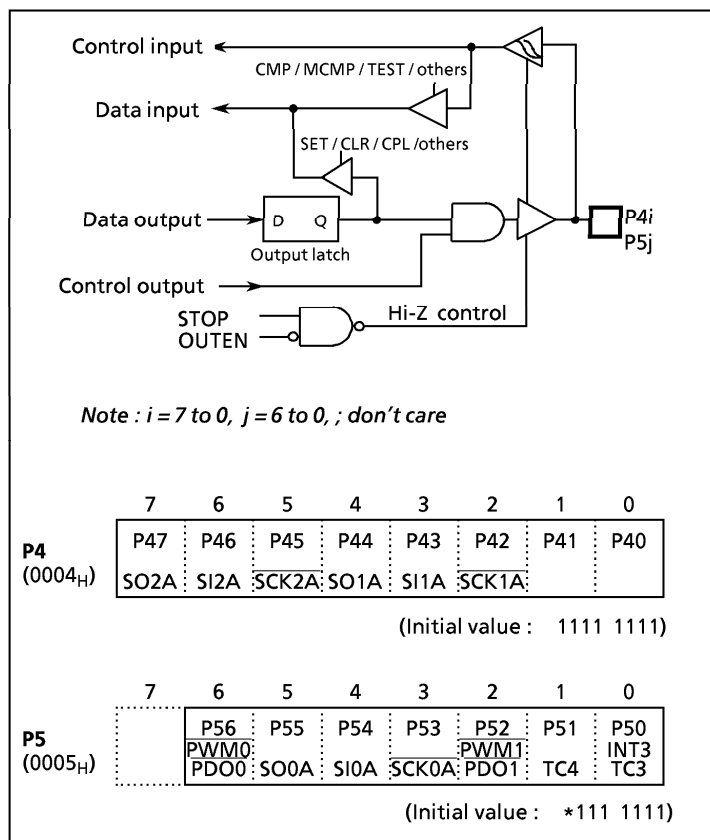 Control input
CMP / MCMP / TEST / others
Data input
SET / CLR / CPL /others
Data output
D Q
P4i
P5j
Output latch
Control output
STOP
OUTEN
Hi-Z control
Note : i = 7 to 0, j = 6 to 0, ; don't care
7 6 5 4 3 2 1 0
P4
(0004H)
P47 P46 P45 P44 P43 P42 P41 P40
SO2A SI2A SCK2A SO1A SI1A SCK1A
(Initial value : 1111 1111)
7 6 5 4 3 2 1 0
P5
(0005H)
P56 P55 P54 P53 P52 P51 P50
PWM0 PWM1 INT3
PDO0 SO0A SI0A SCK0A PDO1 TC4 TC3
(Initial value : *111 1111)